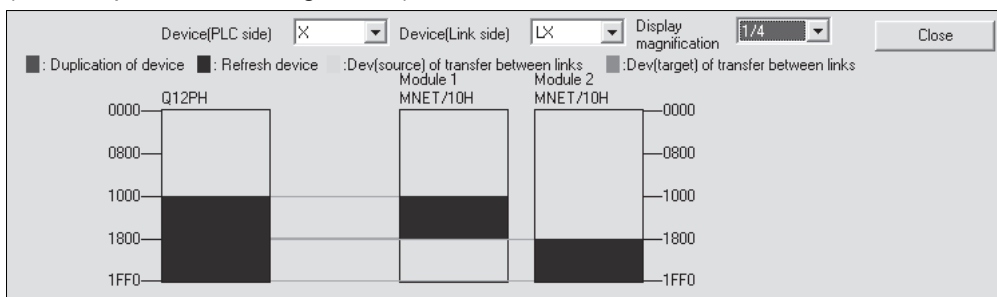 Device(PLC side) X Device(Link side) LX Display magnification 1/4 Close
: Duplication of device : Refresh device :Dev(source) of transfer between links :Dev(target) of transfer between links
Module 1 Module 2
Q12PH MNET/10H MNET/10H
0000 0000
0800 0800
1000 1000
1800 1800
1FF0 1FF0